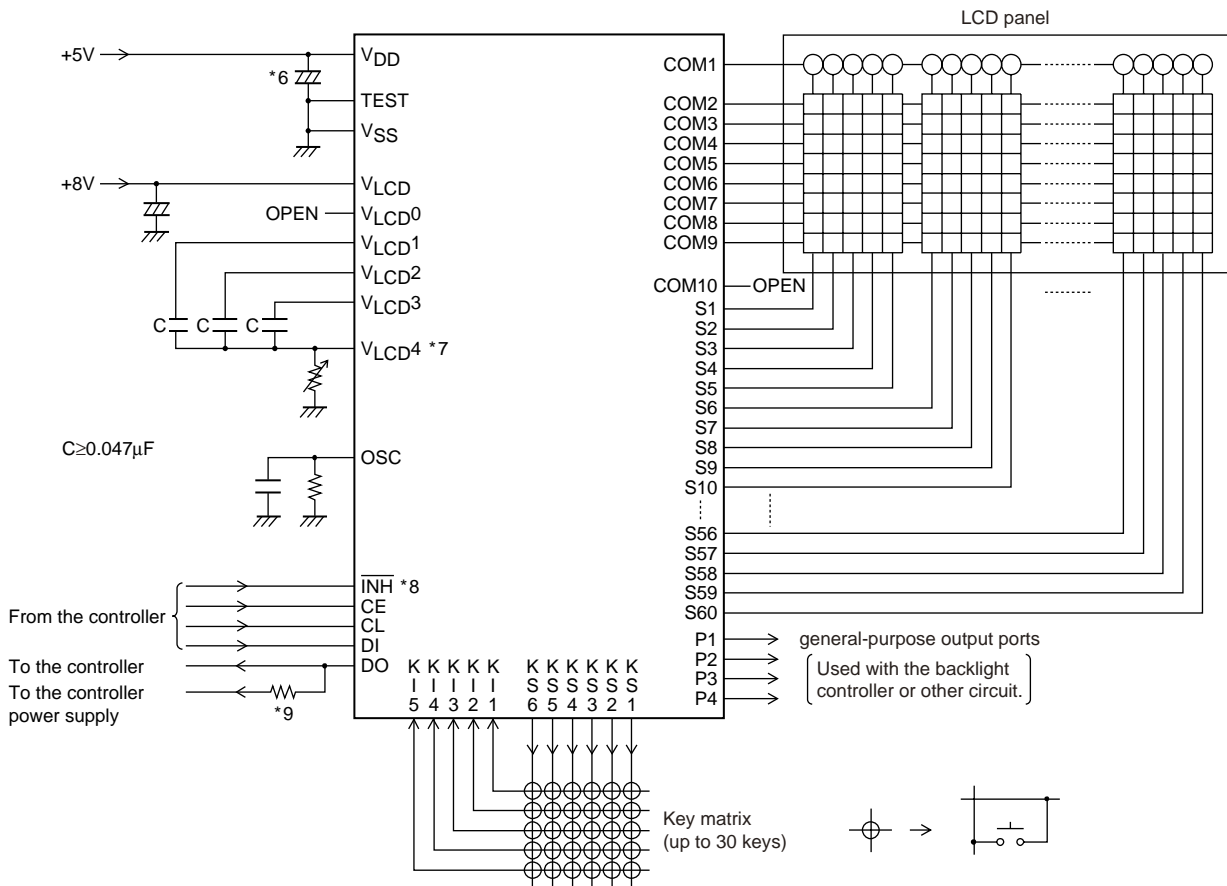 LCD panel
+5V
*6
VDD
TEST
VSS
+8V
VLCD
OPEN
VLCD0
VLCD1
VLCD2
VLCD3
C
C
C
VLCD4 *7
C≥0.047μF
OSC
From the controller
INH *8
CE
CL
DI
To the controller
DO
To the controller
power supply
*9
COM1
COM2
COM3
COM4
COM5
COM6
COM7
COM8
COM9
COM10
OPEN
S1
S2
S3
S4
S5
S6
S7
S8
S9
S10
S56
S57
S58
S59
S60
P1
P2
P3
P4
general-purpose output ports
Used with the backlight
controller or other circuit.
KI5
KI4
KI3
KI2
KI1
KS6
KS5
KS4
KS3
KS2
KS1
Key matrix
(up to 30 keys)